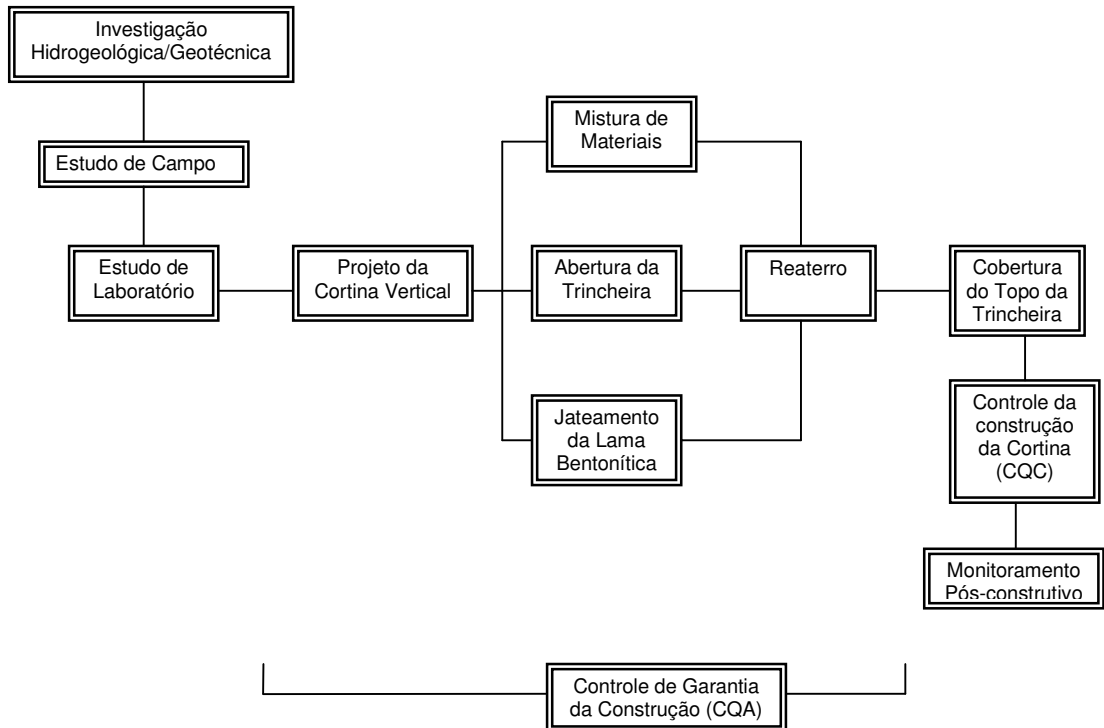 Investigação
Hidrogeológica/Geotécnica
Estudo de Campo
Estudo de
Laboratório
Projeto da
Cortina Vertical
Mistura de
Materiais
Abertura da
Trincheira
Jateamento
da Lama
Bentonítica
Reaterro
Cobertura
do Topo da
Trincheira
Controle da
construção
da Cortina
(CQC)
Monitoramento
Pós-construtivo
Controle de Garantia
da Construção (CQA)